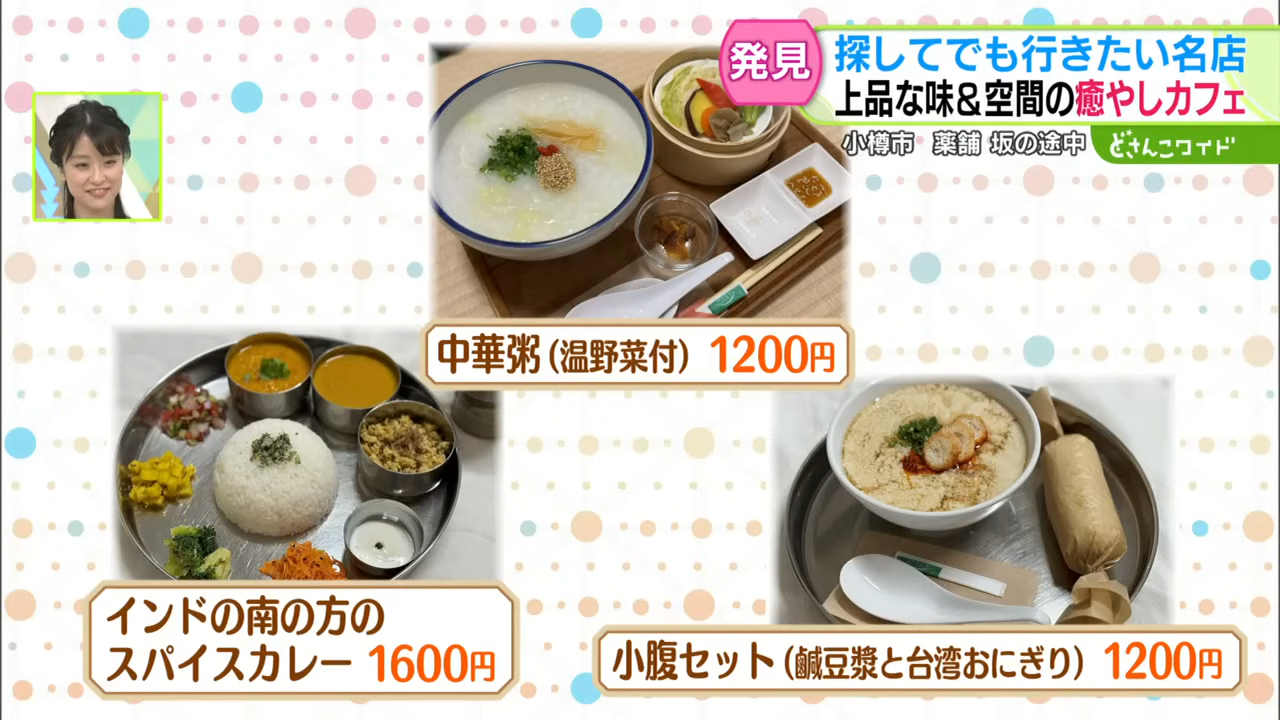 発見
探してでも行きたい名店
上品な味&空間の癒やしカフェ
小樽市 薬舗 坂の途中
どさんこワイド
中華粥(温野菜付) 1200円
インドの南の方の
スパイスカレー 1600円
小腹セット(鹹豆漿と台湾おにぎり) 1200円